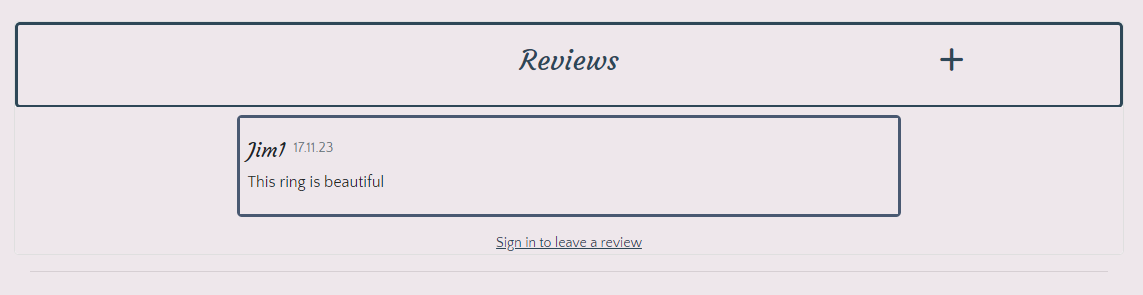 Reviews
Jim1 17.11.23
This ring is beautiful
Sign in to leave a review